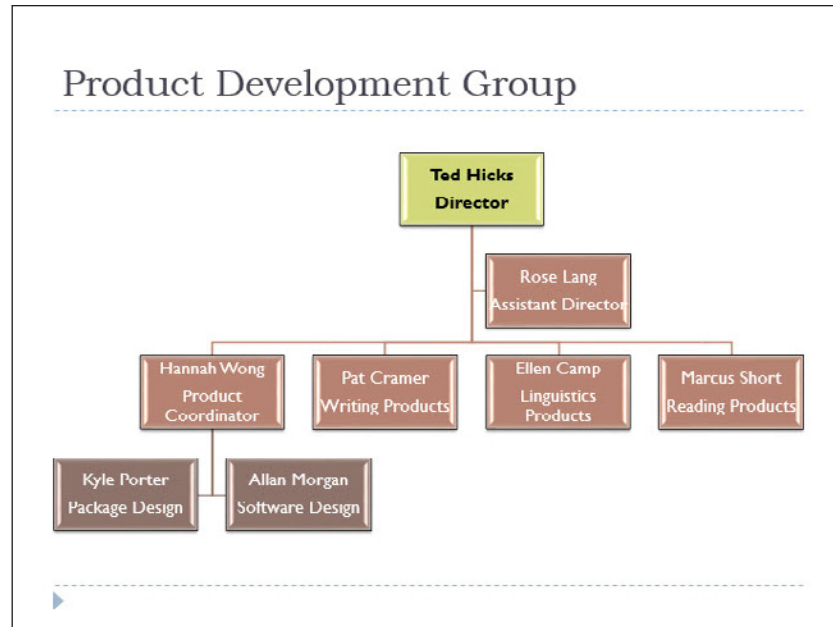 Product Development Group
Ted Hicks
Director
Rose Lang
Assistant Director
Hannah Wong
Product
Coordinator
Pat Cramer
Writing Products
Ellen Camp
Linguistics
Products
Marcus Short
Reading Products
Kyle Porter
Package Design
Allan Morgan
Software Design